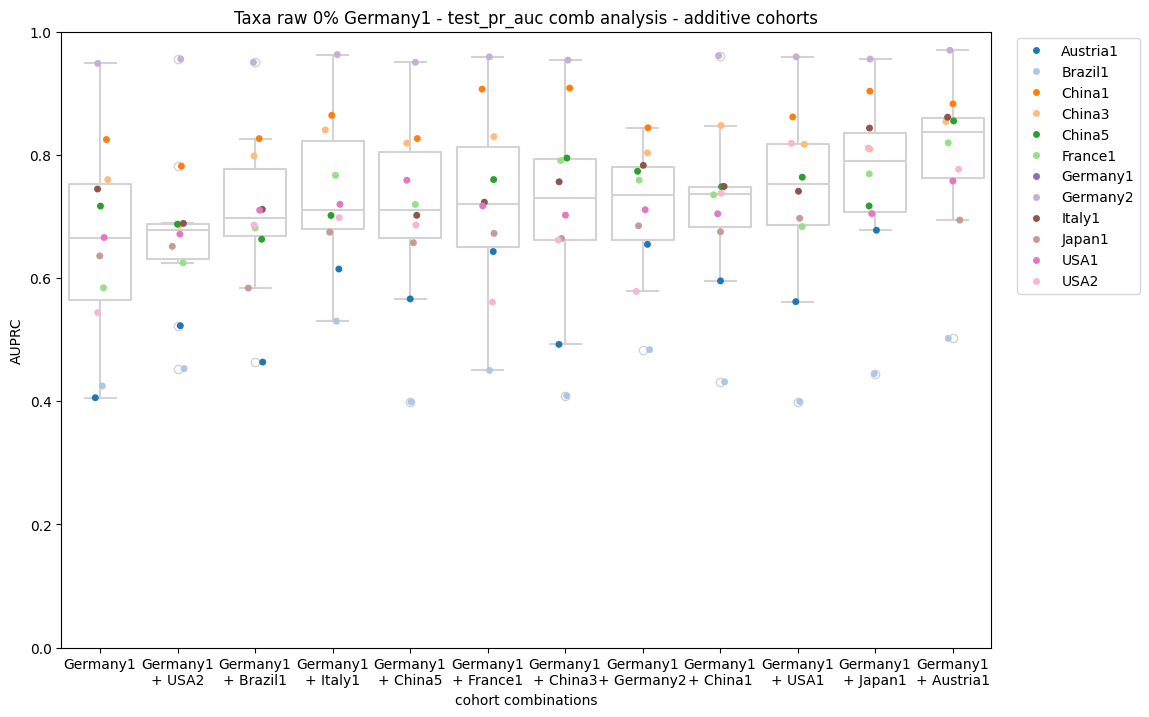 Taxa raw 0% Germany1 - test_pr_auc comb analysis - additive cohorts
1.0
0.8
0.6
0.4
0.2
0.0
AUPRC
Germany1
Germany1
+ USA2
Germany1
+ Brazil1
Germany1
+ Italy1
Germany1
+ China5
Germany1
+ France1
Germany1
+ China3
Germany1
+ Germany2
Germany1
+ China1
Germany1
+ USA1
Germany1
+ Japan1
Germany1
+ Austria1
cohort combinations
Austria1
Brazil1
China1
China3
China5
France1
Germany1
Germany2
Italy1
Japan1
USA1
USA2